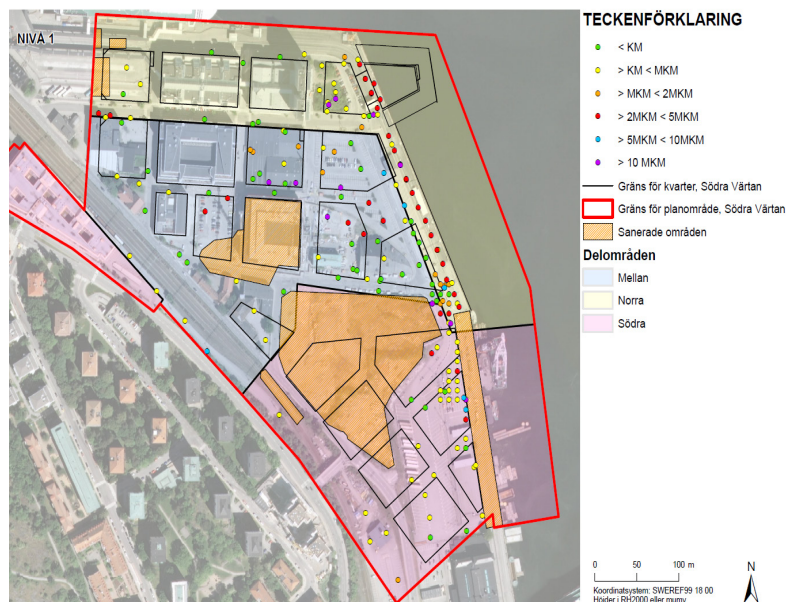 NIVÅ 1
TECKENFÖRKLARING
< KM
> KM < MKM
> MKM < 2MKM
> 2MKM < 5MKM
> 5MKM < 10MKM
> 10 MKM
Gräns för kvarter, Södra Värtan
Gräns för planområde, Södra Värtan
Sanerade områden
Delområden
Mellan
Norra
Södra
0 50 100 m
N
Koordinatsystem: SWEREF99 18 00
Höjder i RH2000 eller mumy